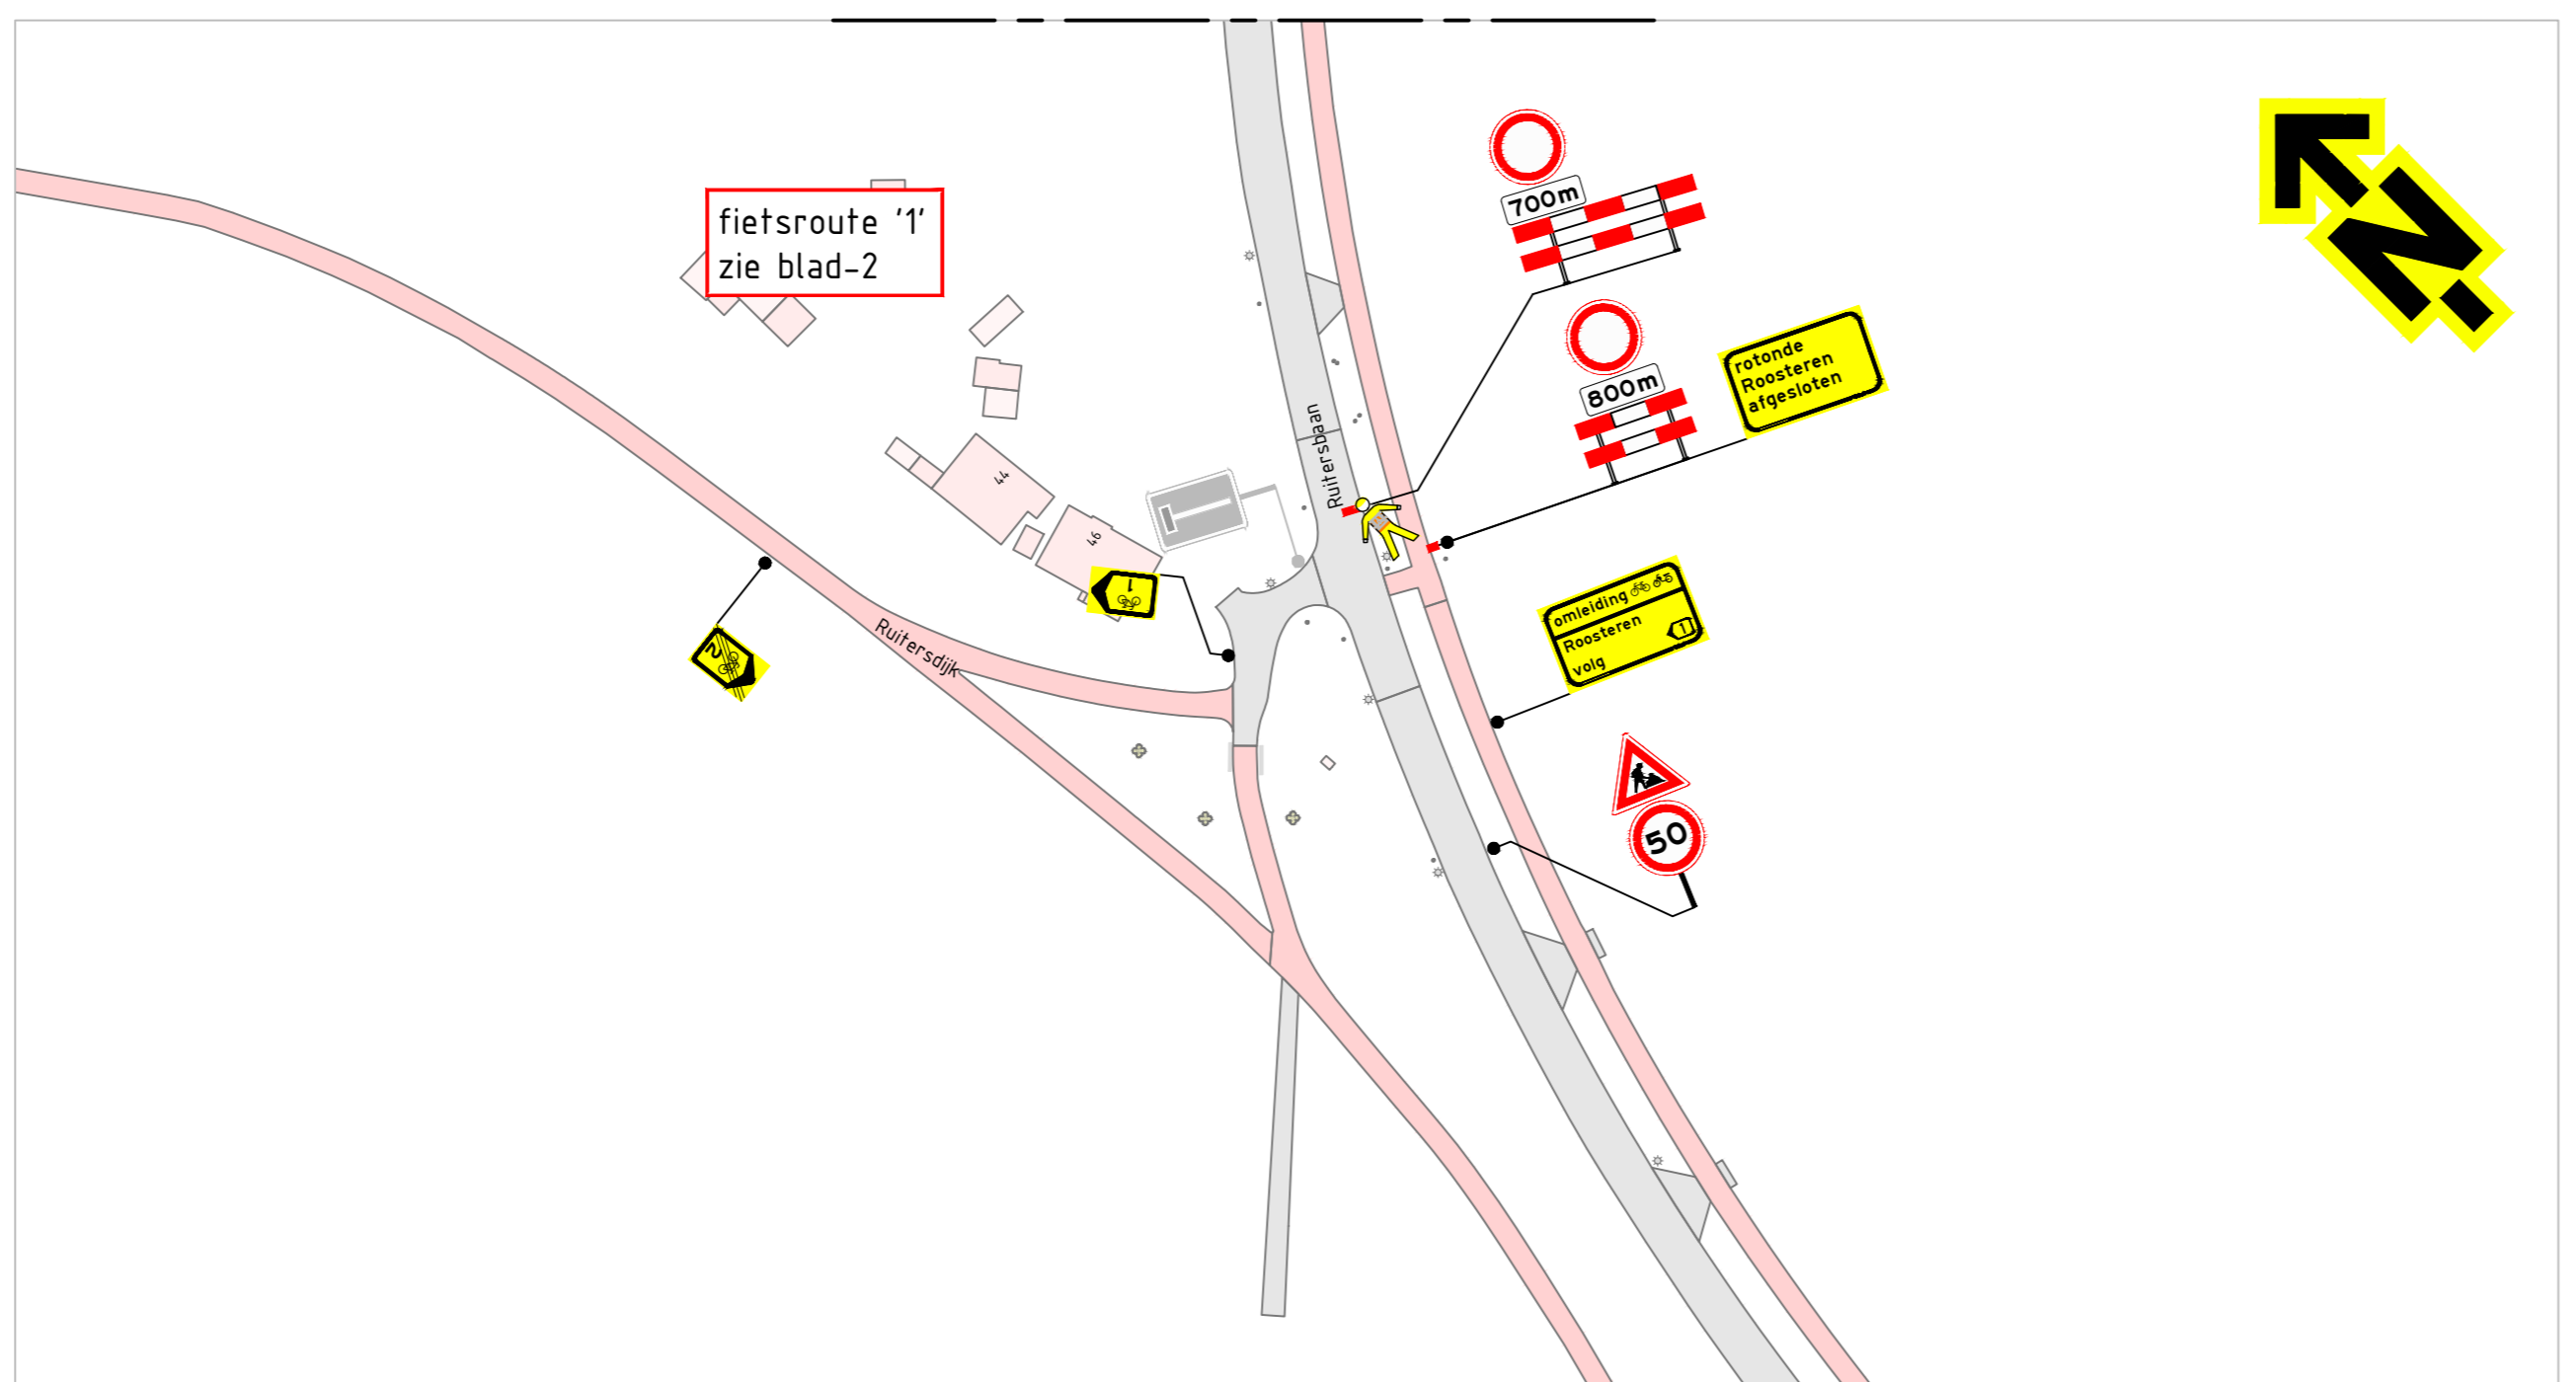 fietsroute '1'
zie blad-2
700m
800m
rotonde
Roosteren
afgesloten
Ruitersbaan
44
46
1
omleiding
Roosteren
volg
1
2
Ruitersdijk
50
N